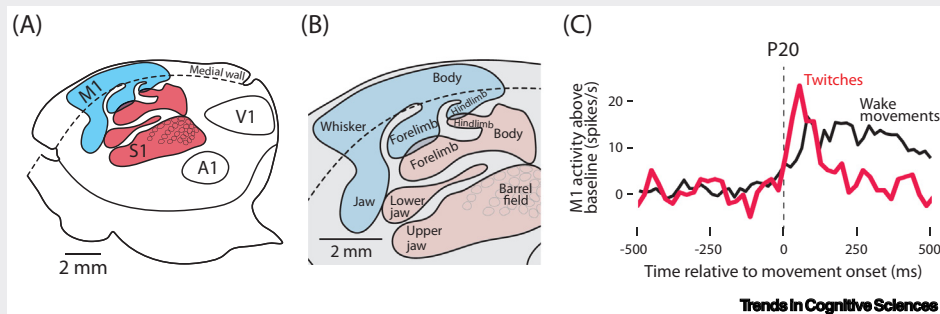 (A)
M1
Medial wall
S1
V1
A1
2 mm
(B)
Body
Whisker
Hindlimb
Hindlimb
Forelimb
Body
Forelimb
Jaw
Lower
jaw
Barrel
field
Upper
jaw
2 mm
(C)
P20
Twitches
Wake
movements
M1 activity above
baseline (spikes/s)
20
10
0
-500
-250
0
250
500
Time relative to movement onset (ms)
Trends in Cognitive Sciences